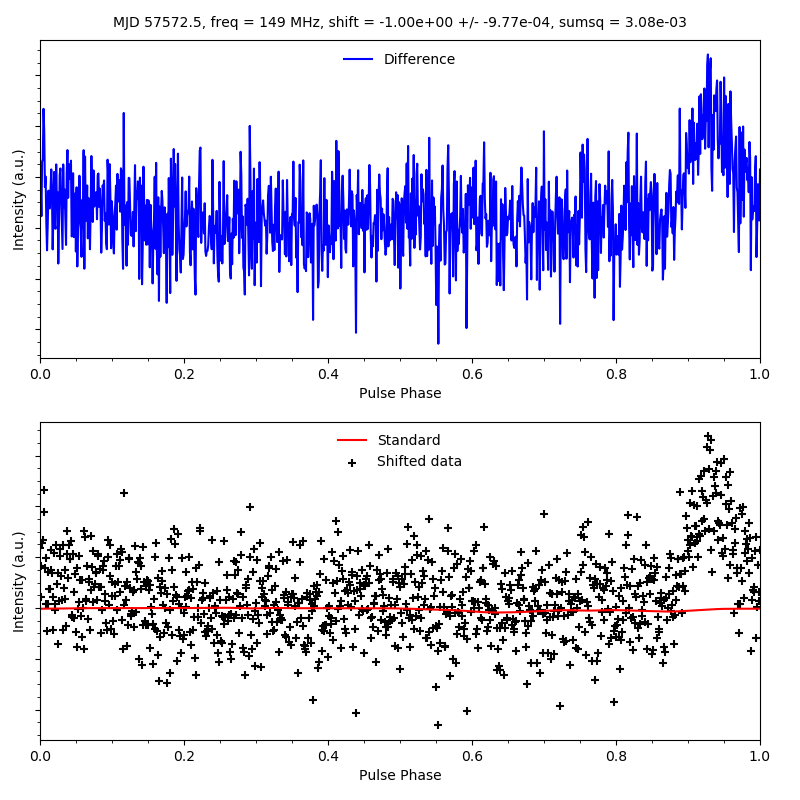 MJD 57572.5, freq = 149 MHz, shift = -1.00e+00 +/- -9.77e-04, sumsq = 3.08e-03
Difference
Intensity (a.u.)
0.0 0.2 0.4 0.6 0.8 1.0
Pulse Phase
Standard
Shifted data
Intensity (a.u.)
0.0 0.2 0.4 0.6 0.8 1.0
Pulse Phase